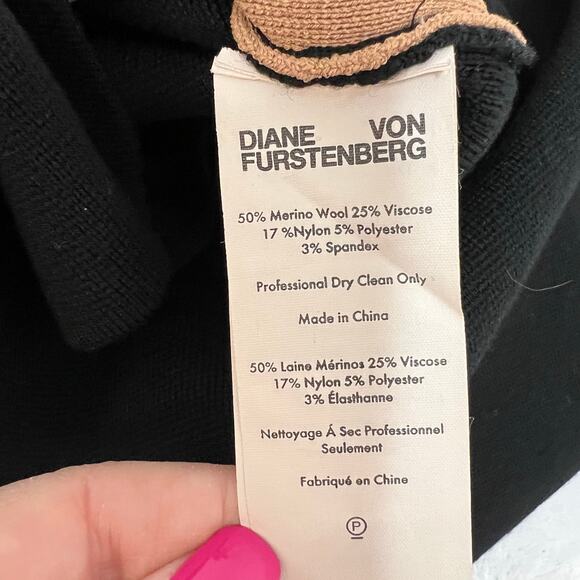 DIANE VON
FURSTENBERG
50% Merino Wool 25% Viscose
17 %Nylon 5% Polyester
3% Spandex
Professional Dry Clean Only
Made in China
50% Laine Mérinos 25% Viscose
17% Nylon 5% Polyester
3% Élasthanne
Nettoyage Á Sec Professionnel
Seulement
Fabriqué en Chine
P